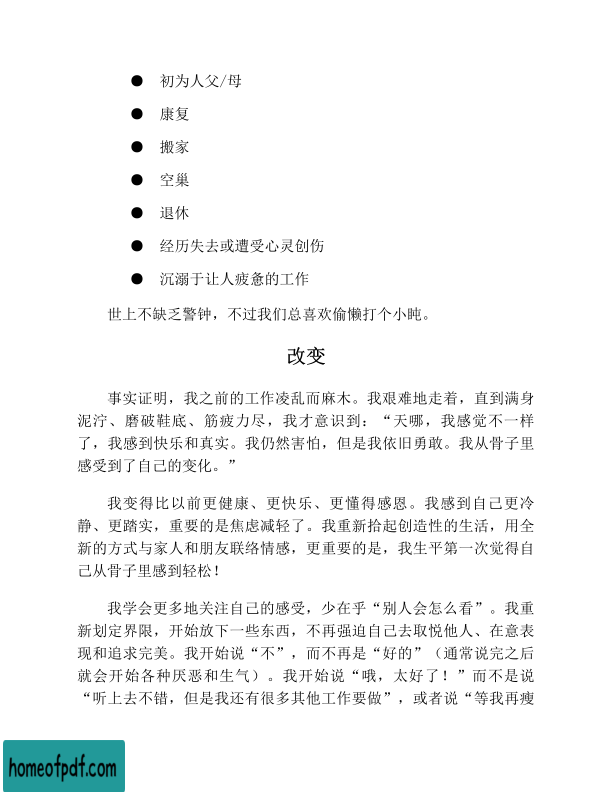 ● 初为人父/母
● 康复
● 搬家
● 空巢
● 退休
● 经历失去或遭受心灵创伤
● 沉溺于让人疲惫的工作
世上不缺乏警钟，不过我们总喜欢偷懒打个小盹。
改变
事实证明，我之前的工作凌乱而麻木。我艰难地走着，直到满身
泥泞、磨破鞋底、筋疲力尽，我才意识到：“天哪，我感觉不一样
了，我感到快乐和真实。我仍然害怕，但是我依旧勇敢。我从骨子里
感受到了自己的变化。”
我变得比以前更健康、更快乐、更懂得感恩。我感到自己更冷
静、更踏实，重要的是焦虑减轻了。我重新拾起创造性的生活，用全
新的方式与家人和朋友联络情感，更重要的是，我生平第一次觉得自
己从骨子里感到轻松！
我学会更多地关注自己的感受，少在乎“别人会怎么看”。我重
新划定界限，开始放下一些东西，不再强迫自己去取悦他人、在意表
现和追求完美。我开始说“不”，而不再是“好的”（通常说完之后
就会开始各种厌恶和生气）。我开始说“哦，太好了！”而不是说
“听上去不错，但是我还有很多其他工作要做”，或者说“等我再瘦
homeofpdf.com